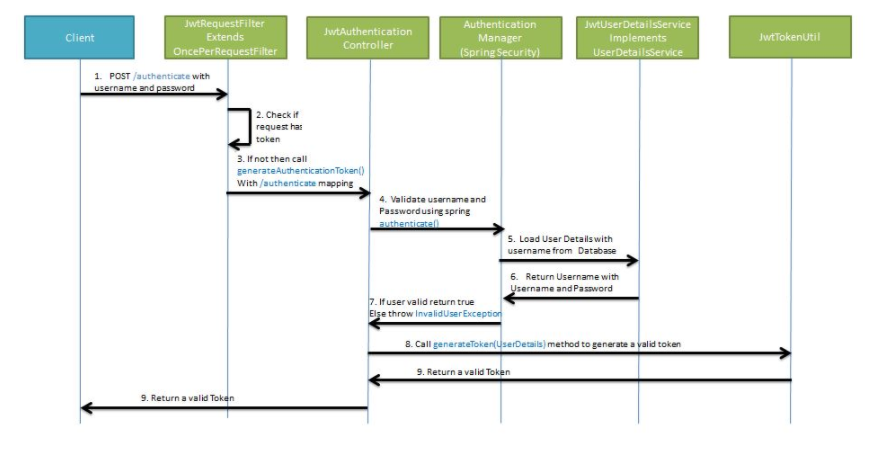 Client
JwtRequestFilter
Extends
OncePerRequestFilter
JwtAuthentication
Controller
Authentication
Manager
(Spring Security)
JwtUserDetailsService
Implements
UserDetailsService
JwtTokenUtil
1. POST /authenticate with
username and password
2. Check if
request has
token
3. If not then call
generateAuthenticationToken()
With /authenticate mapping
4. Validate username and
Password using spring
authenticate()
5. Load User Details with
username from Database
6. Return Username with
Username and Password
7. If user valid return true
Else throw InvalidUserException
8. Call generateToken(UserDetails) method to generate a valid token
9. Return a valid Token
9. Return a valid Token